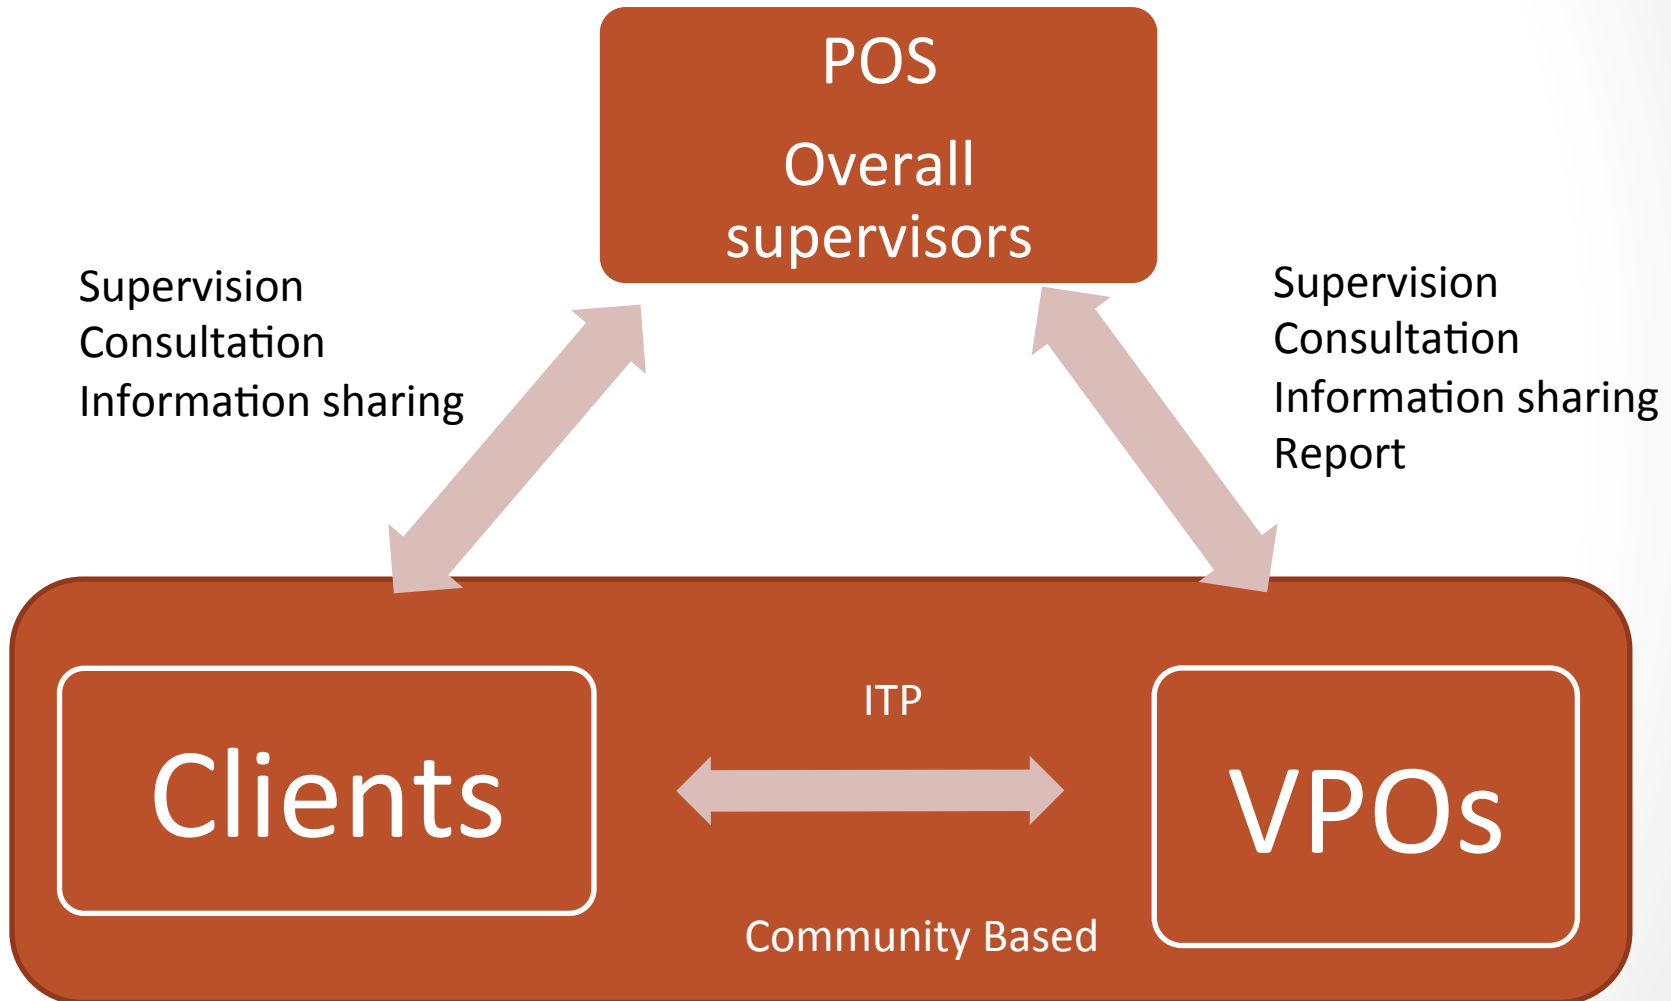 POS
Overall
supervisors
Supervision
Consultation
Information sharing
Supervision
Consultation
Information sharing
Report
ITP
Clients
VPOs
Community Based